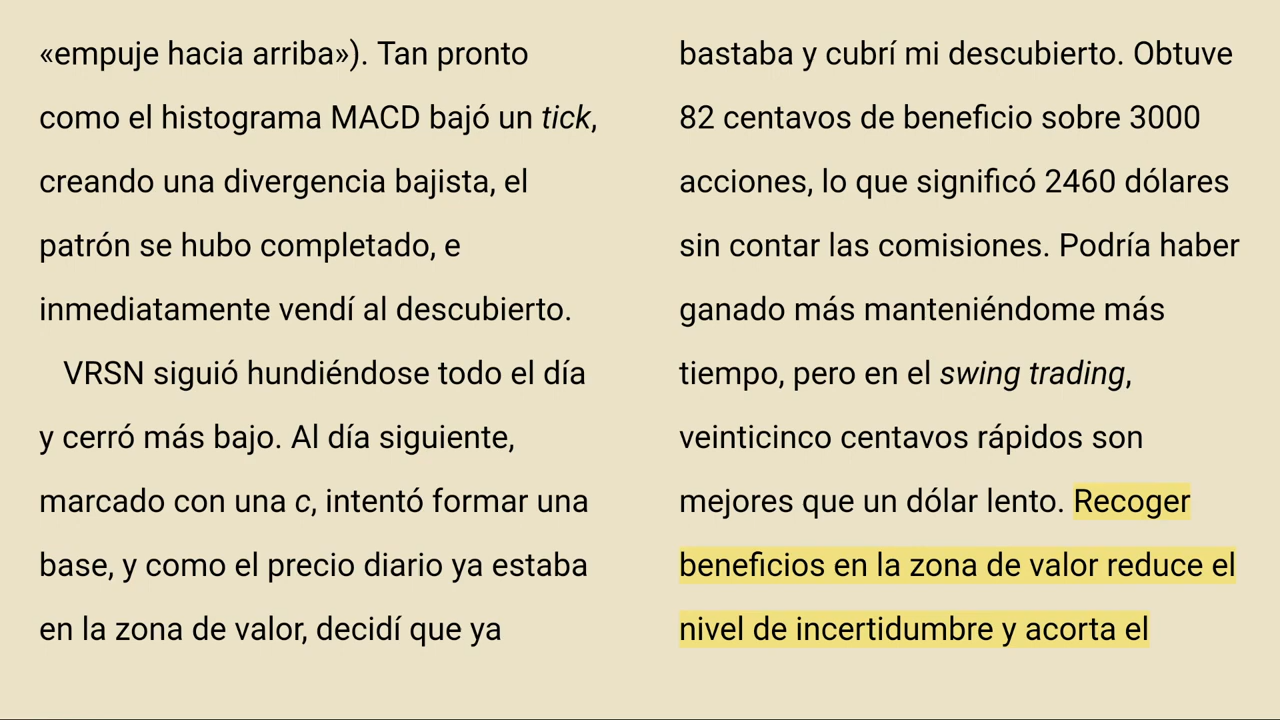 «empuje hacia arriba»). Tan pronto
como el histograma MACD bajó un tick,
creando una divergencia bajista, el
patrón se hubo completado, e
inmediatamente vendí al descubierto.
VRSN siguió hundiéndose todo el día
y cerró más bajo. Al día siguiente,
marcado con una c, intentó formar una
base, y como el precio diario ya estaba
en la zona de valor, decidí que ya
bastaba y cubrí mi descubierto. Obtuve
82 centavos de beneficio sobre 3000
acciones, lo que significó 2460 dólares
sin contar las comisiones. Podría haber
ganado más manteniéndome más
tiempo, pero en el swing trading,
veinticinco centavos rápidos son
mejores que un dólar lento. Recoger
beneficios en la zona de valor reduce el
nivel de incertidumbre y acorta el